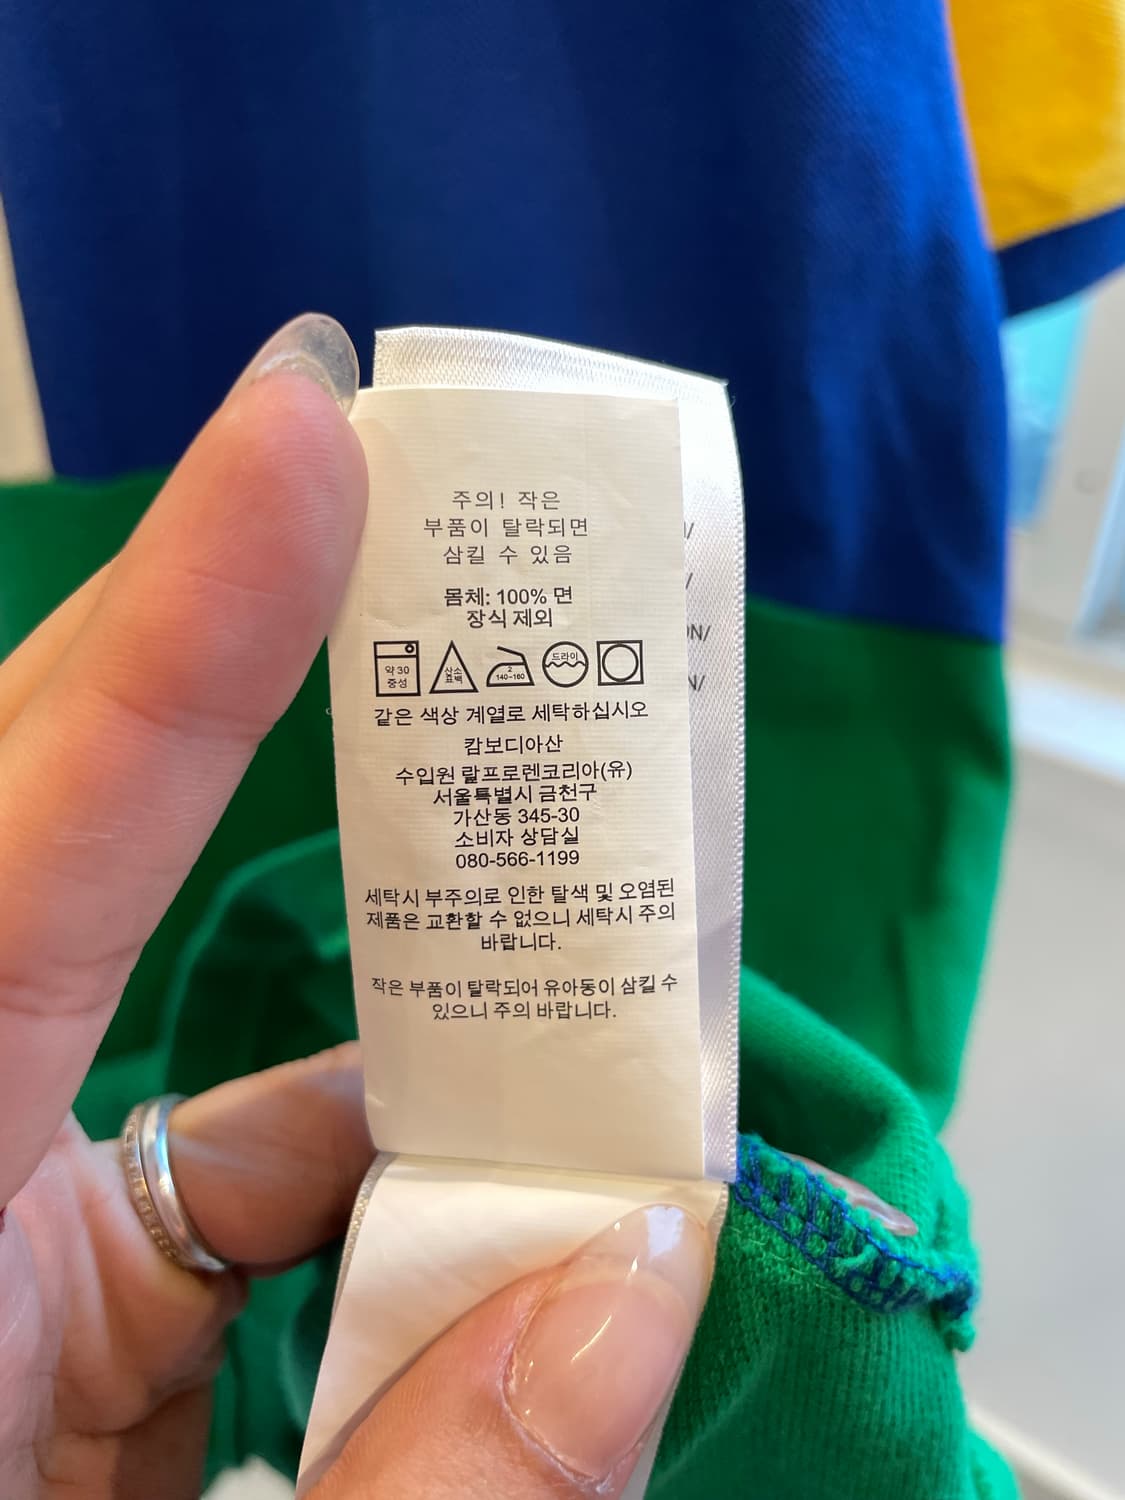 주의! 작은
부품이 탈락되면
삼킬 수 있음
몸체: 100% 면
장식 제외
약 30
중성
산소
표백
2
140~160
드라이
같은 색상 계열로 세탁하십시오
캄보디아산
수입원 랄프로렌코리아(유)
서울특별시 금천구
가산동 345-30
소비자 상담실
080-566-1199
세탁시 부주의로 인한 탈색 및 오염된
제품은 교환할 수 없으니 세탁시 주의
바랍니다.
작은 부품이 탈락되어 유아동이 삼킬 수
있으니 주의 바랍니다.